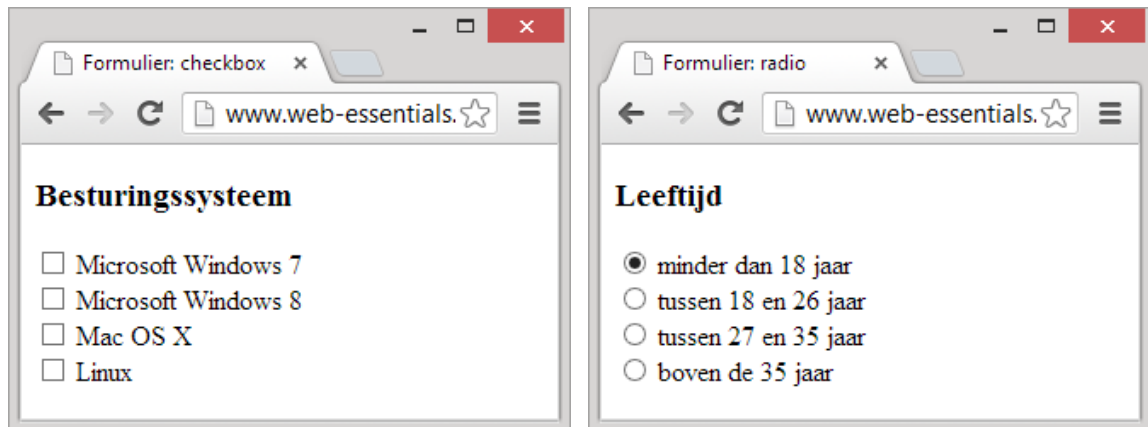 Formulier: checkbox
www.web-essentials.
Besturingssysteem
Microsoft Windows 7
Microsoft Windows 8
Mac OS X
Linux
Formulier: radio
www.web-essentials.
Leeftijd
minder dan 18 jaar
tussen 18 en 26 jaar
tussen 27 en 35 jaar
boven de 35 jaar